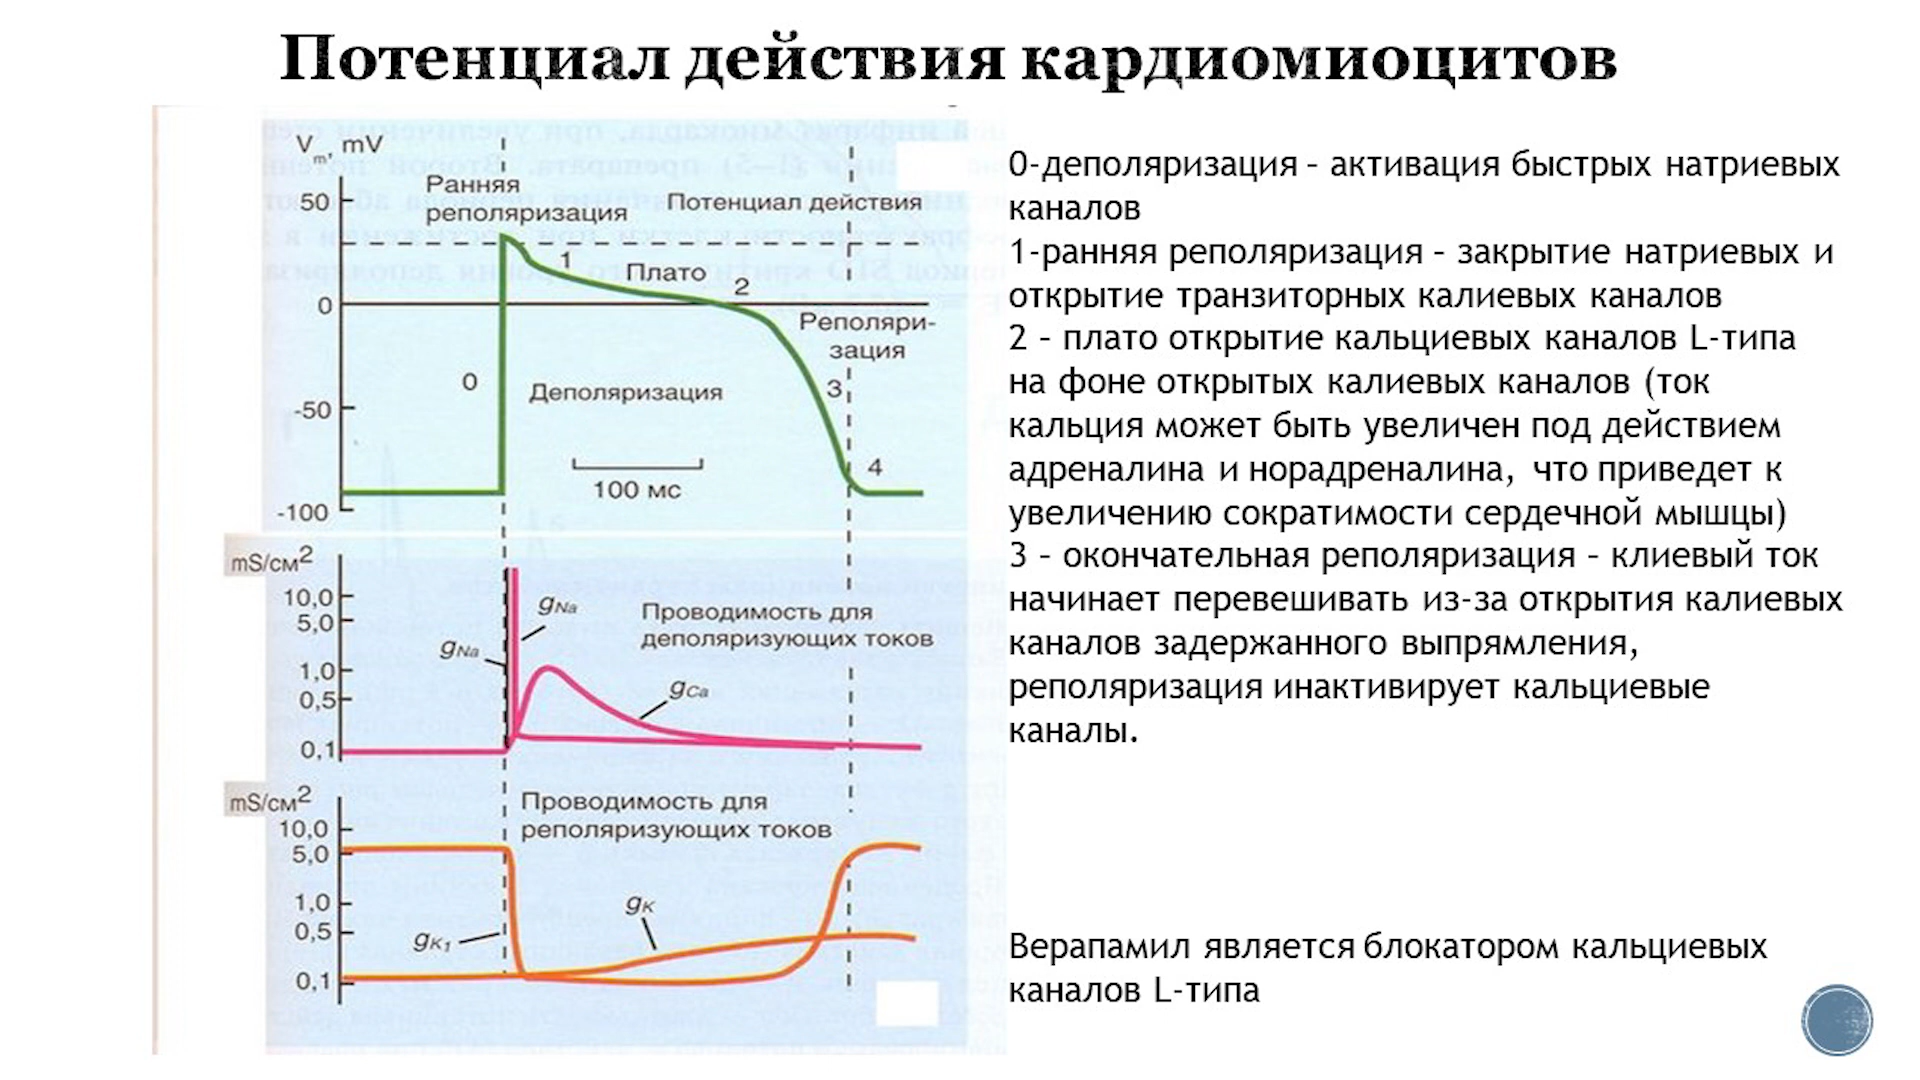 Потенциал действия кардиомиоцитов
Vm, mV
50
0
-50
-100
Ранняя
реполяризация
Потенциал действия
1
Плато
2
Реполяри-
зация
0
Деполяризация
3
4
100 мс
mS/см2
10,0
5,0
1,0
0,5
0,1
gNa
gNa
Проводимость для
деполяризующих токов
gCa
mS/см2
10,0
5,0
1,0
0,5
0,1
Проводимость для
реполяризующих токов
gK
gK1
0-деполяризация – активация быстрых натриевых
каналов
1-ранняя реполяризация – закрытие натриевых и
открытие транзиторных калиевых каналов
2 – плато открытие кальциевых каналов L-типа
на фоне открытых калиевых каналов (ток
кальция может быть увеличен под действием
адреналина и норадреналина, что приведет к
увеличению сократимости сердечной мышцы)
3 – окончательная реполяризация – клиевый ток
начинает перевешивать из-за открытия калиевых
каналов задержанного выпрямления,
реполяризация инактивирует кальциевые
каналы.
Верапамил является блокатором кальциевых
каналов L-типа